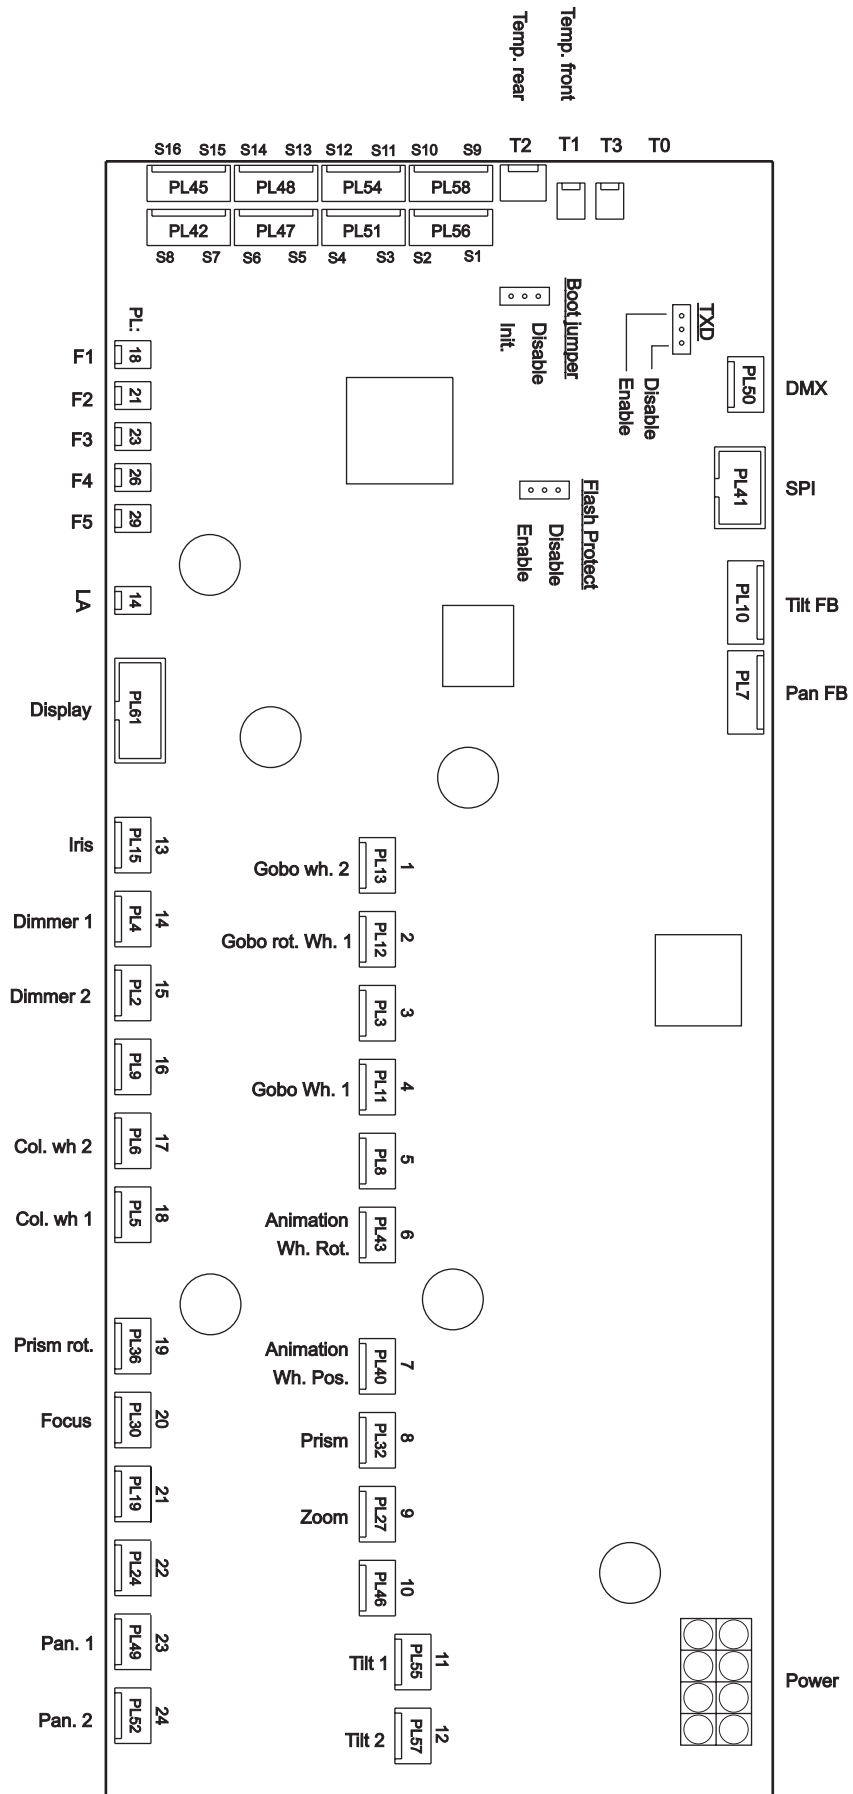 Temp. rear
Temp. front
S16 S15 S14 S13 S12 S11 S10 S9 T2 T1 T3 T0
PL45 PL48 PL54 PL58
PL42 PL47 PL51 PL56
S8 S7 S6 S5 S4 S3 S2 S1
Boot jumper
Disable
Init.
TXD
Disable
Enable
PL:
F1 18
F2 21
F3 23
F4 26
F5 29
LA 14
PL50 DMX
PL41 SPI
Flash Protect
Disable
Enable
PL10 Tilt FB
PL7 Pan FB
Display PL61
Iris PL15 13
Dimmer 1 PL4 14
Dimmer 2 PL2 15
PL9 16
Col. wh 2 PL6 17
Col. wh 1 PL5 18
Prism rot. PL36 19
Focus PL30 20
PL19 21
PL24 22
Pan. 1 PL49 23
Pan. 2 PL52 24
Gobo wh. 2 PL13 1
Gobo rot. Wh. 1 PL12 2
PL3 3
Gobo Wh. 1 PL11 4
PL8 5
Animation
Wh. Rot. PL43 6
Animation
Wh. Pos. PL40 7
Prism PL32 8
Zoom PL27 9
PL46 10
Tilt 1 PL55 11
Tilt 2 PL57 12
Power